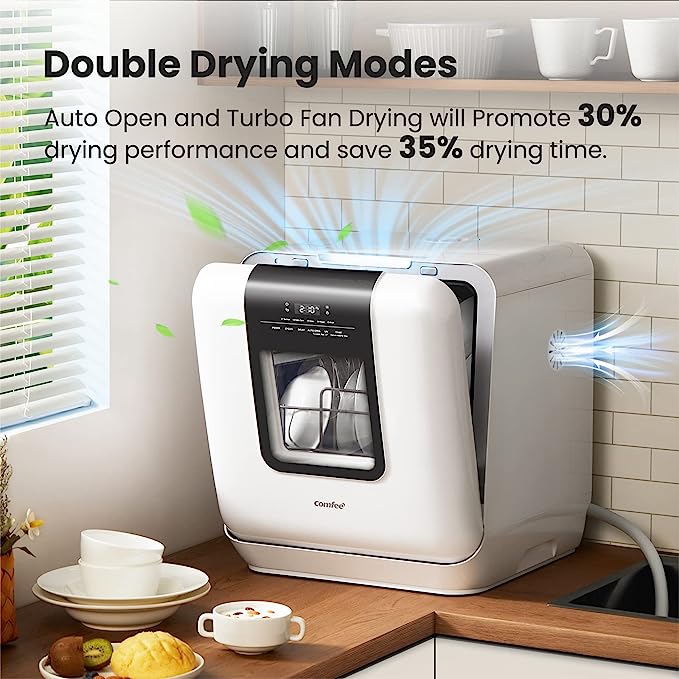 Double Drying Modes
Auto Open and Turbo Fan Drying will Promote 30%
drying performance and save 35% drying time.
comfee'